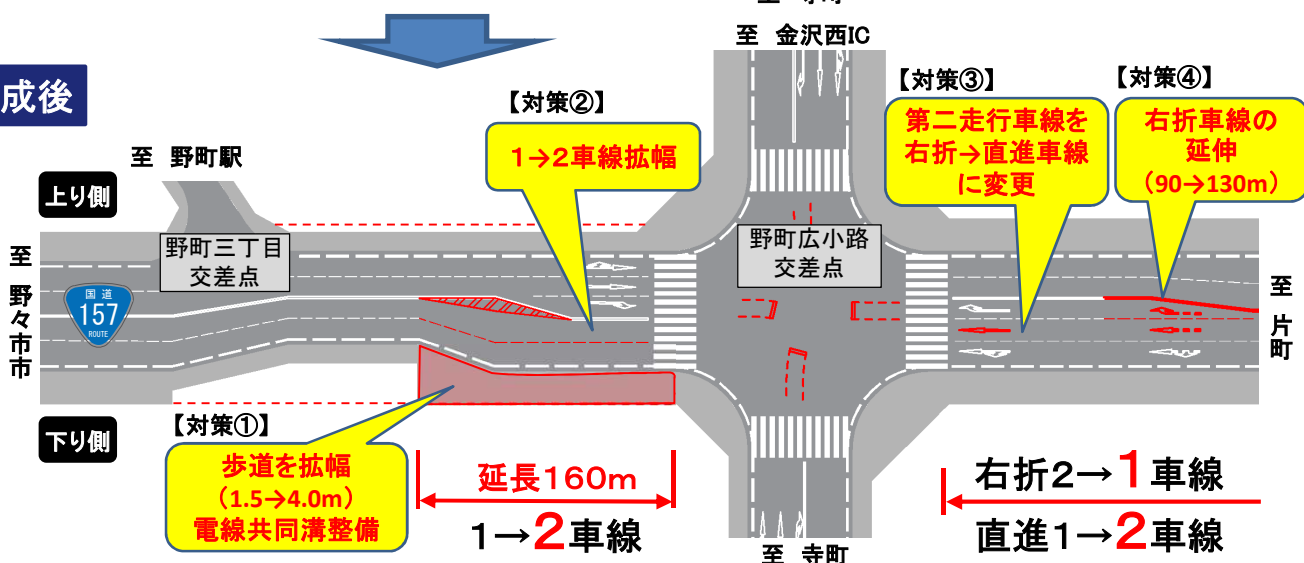 至 金沢西IC
成後
【対策②】
1→2車線拡幅
【対策③】
第二走行車線を
右折→直進車線
に変更
【対策④】
右折車線の
延伸
（90→130m）
至 野町駅
上り側
野町三丁目
交差点
野町広小路
交差点
至 野々市市
国道
157
ROUTE
至 片町
下り側
【対策①】
歩道を拡幅
（1.5→4.0m）
電線共同溝整備
延長160m
1→2車線
右折2→1車線
直進1→2車線
至 寺町